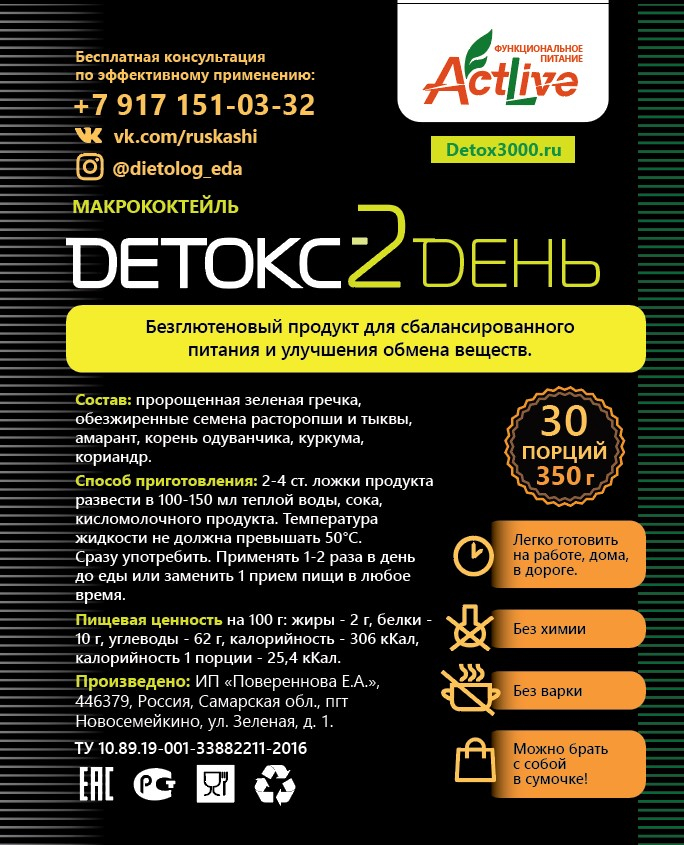 Бесплатная консультация
по эффективному применению:
+7 917 151-03-32
vk.com/ruskashi
@dietolog_eda
ФУНКЦИОНАЛЬНОЕ
ПИТАНИЕ
ActLive
Detox3000.ru
МАКРОКОКТЕЙЛЬ
DЕТОКС-2 DЕНЬ
Безглютеновый продукт для сбалансированного
питания и улучшения обмена веществ.
Состав: пророщенная зеленая гречка,
обезжиренные семена расторопши и тыквы,
амарант, корень одуванчика, куркума,
кориандр.
Способ приготовления: 2-4 ст. ложки продукта
развести в 100-150 мл теплой воды, сока,
кисломолочного продукта. Температура
жидкости не должна превышать 50°С.
Сразу употребить. Применять 1-2 раза в день
до еды или заменить 1 прием пищи в любое
время.
Пищевая ценность на 100 г: жиры - 2 г, белки -
10 г, углеводы - 62 г, калорийность - 306 кКал,
калорийность 1 порции - 25,4 кКал.
Произведено: ИП «Поверeннова Е.А.»,
446379, Россия, Самарская обл., пгт
Новосемейкино, ул. Зеленая, д. 1.
ТУ 10.89.19-001-33882211-2016
ЕАС
РСТ
30
ПОРЦИЙ
350 г
Легко готовить
на работе, дома,
в дороге.
Без химии
Без варки
Можно брать
с собой
в сумочке!